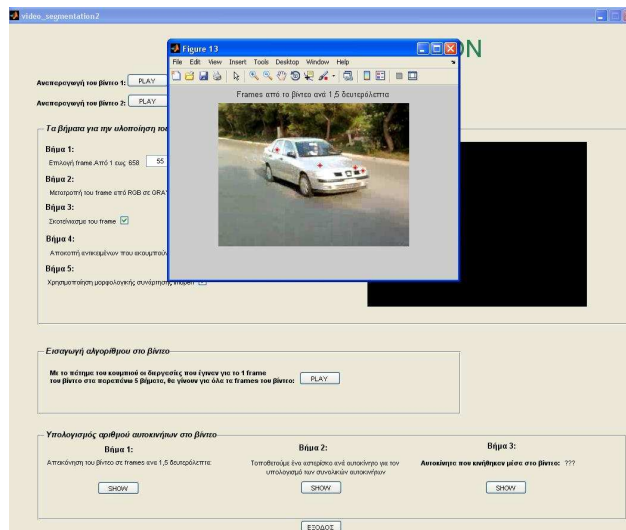 video_segmentation2
ON
Αναπαραγωγή του βίντεο 1:
PLAY
Αναπαραγωγή του βίντεο 2:
PLAY
Figure 13
File Edit View Insert Tools Desktop Window Help
Frames από το βίντεο ανά 1,5 δευτερόλεπτα
Τα βήματα για την υλοποίηση του
Βήμα 1:
Επιλογή frame Από 1 εως 658
55
Βήμα 2:
Μετατροπή του frame από RGB σε GRAY
Βήμα 3:
Σκοτείνιασμα του frame
Βήμα 4:
Αποκοπή αντικειμένων που ακουμπούν
Βήμα 5:
Χρησιμοποίηση μορφολογικής συνάρτησης imopen
Εισαγωγή αλγορίθμου στο βίντεο
Με το πάτημα του κουμπιού οι διεργασίες που έγιναν για το 1 frame
του βίντεο στα παραπάνω 5 βήματα, θα γίνουν για όλα τα frames του βίντεο:
PLAY
Υπολογισμός αριθμού αυτοκινήτων στο βίντεο
Βήμα 1:
Απεικόνηση του βίντεο σε frames ανα 1,5 δευτερόλεπτα:
SHOW
Βήμα 2:
Τοποθετούμε ένα αστερίσκο ανά αυτοκίνητο για τον
υπολογισμό των συνολικών αυτοκινήτων
SHOW
Βήμα 3:
Αυτοκίνητα που κινήθηκαν μέσα στο βίντεο: ???
SHOW
ΕΞΟΔΟΣ